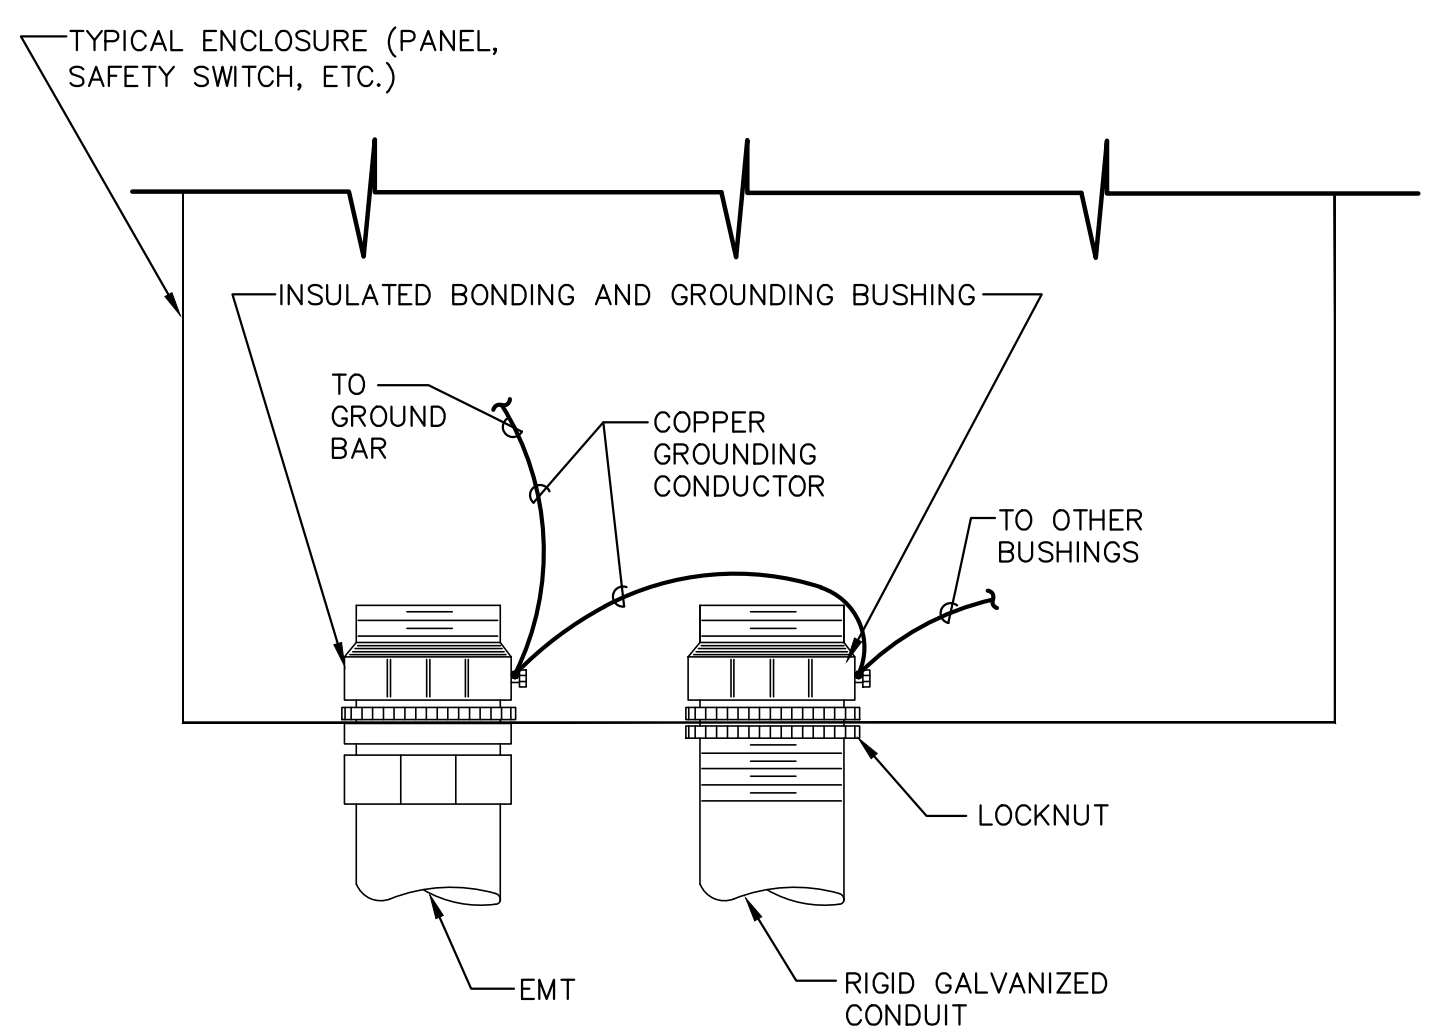 TYPICAL ENCLOSURE (PANEL,
SAFETY SWITCH, ETC.)
INSULATED BONDING AND GROUNDING BUSHING
TO
GROUND
BAR
COPPER
GROUNDING
CONDUCTOR
TO OTHER
BUSHINGS
LOCKNUT
EMT
RIGID GALVANIZED
CONDUIT